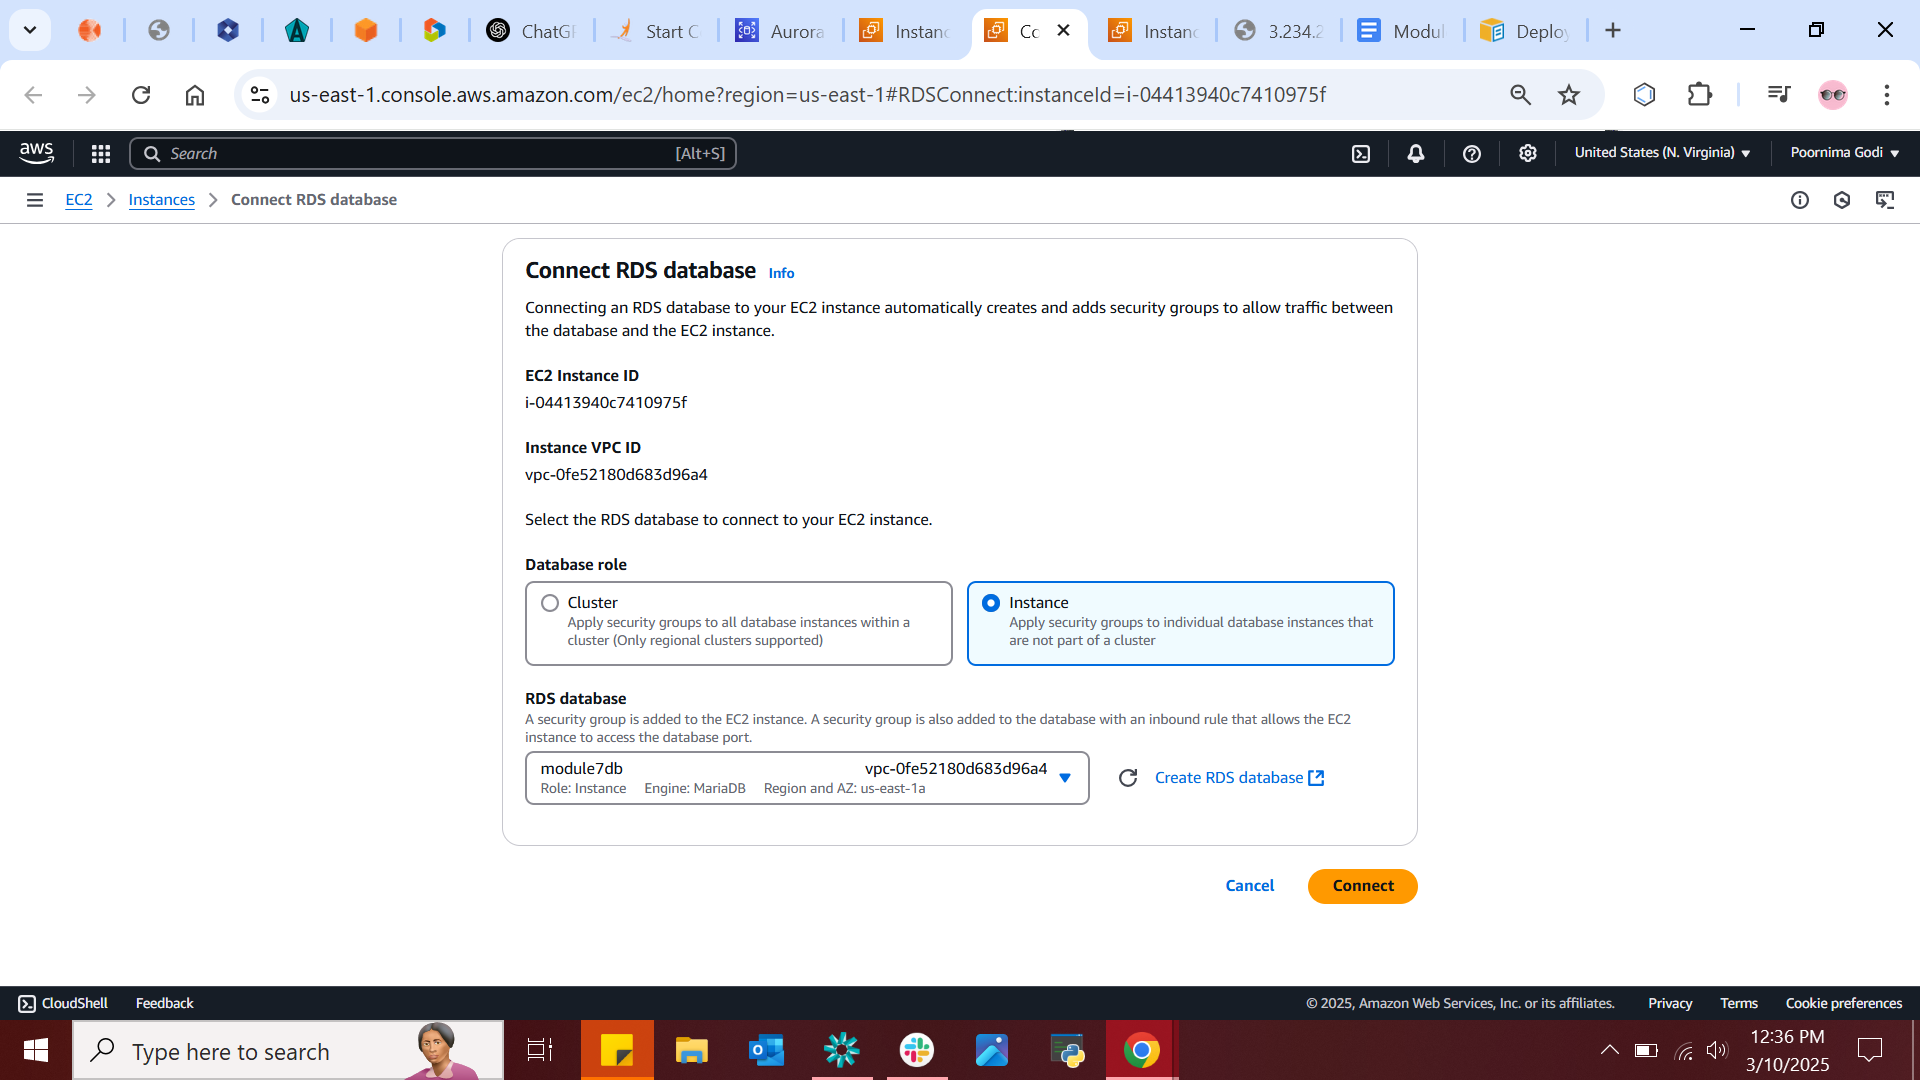 ChatG
Start C
Aurora
Instanc
Co
Instanc
3.234.2
Modul
Deploy
us-east-1.console.aws.amazon.com/ec2/home?region=us-east-1#RDSConnect:instanceId=i-04413940c7410975f
aws
Search
[Alt+S]
United States (N. Virginia)
Poornima Godi
EC2
Instances
Connect RDS database
Connect RDS database Info
Connecting an RDS database to your EC2 instance automatically creates and adds security groups to allow traffic between
the database and the EC2 instance.
EC2 Instance ID
i-04413940c7410975f
Instance VPC ID
vpc-0fe52180d683d96a4
Select the RDS database to connect to your EC2 instance.
Database role
Cluster
Apply security groups to all database instances within a
cluster (Only regional clusters supported)
Instance
Apply security groups to individual database instances that
are not part of a cluster
RDS database
A security group is added to the EC2 instance. A security group is also added to the database with an inbound rule that allows the EC2
instance to access the database port.
module7db vpc-0fe52180d683d96a4
Role: Instance Engine: MariaDB Region and AZ: us-east-1a
Create RDS database
Cancel
Connect
CloudShell
Feedback
© 2025, Amazon Web Services, Inc. or its affiliates.
Privacy
Terms
Cookie preferences
Type here to search
12:36 PM
3/10/2025